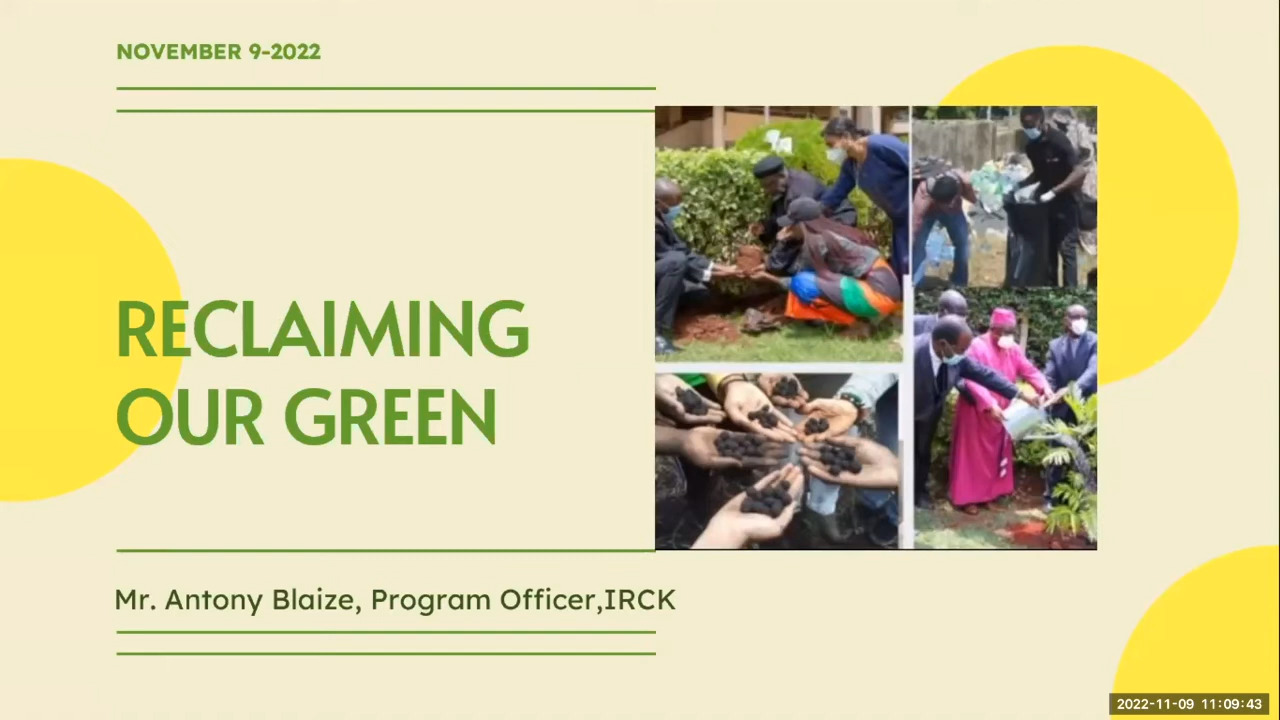 NOVEMBER 9-2022
RECLAIMING
OUR GREEN
Mr. Antony Blaize, Program Officer,IRCK
2022-11-09 11:09:43